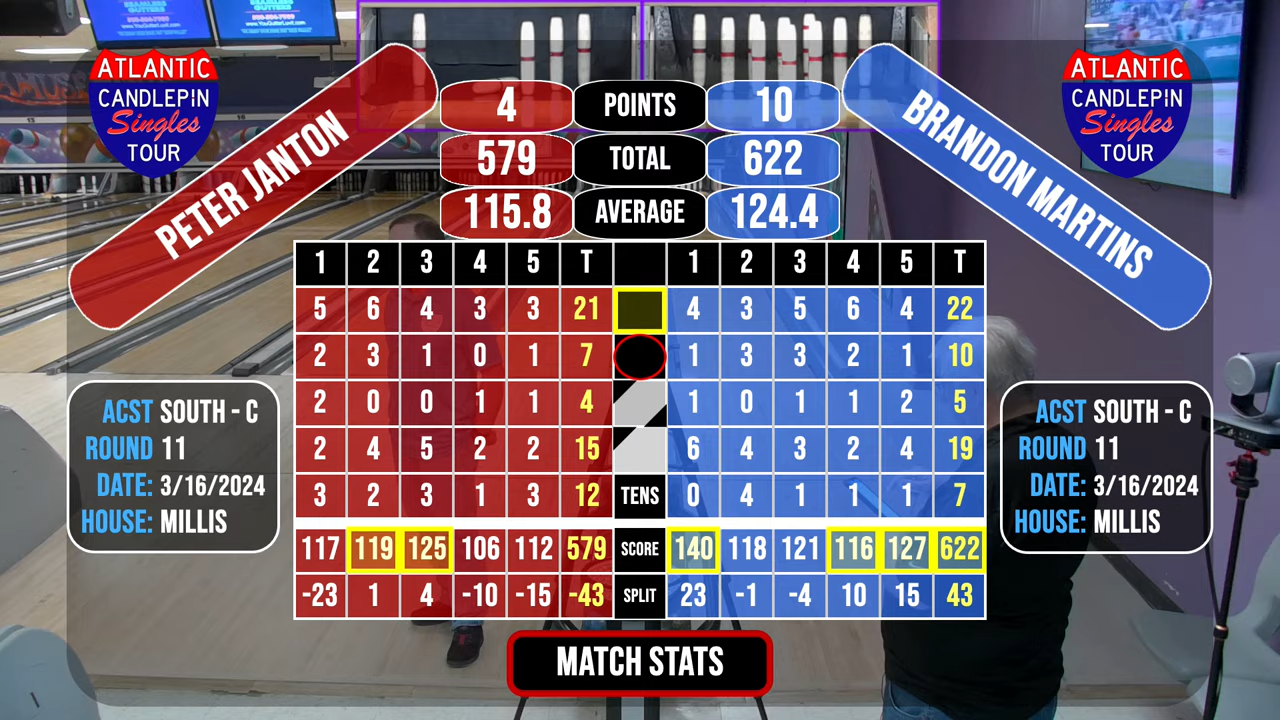 ATLANTIC
CANDLEPIN
Singles
TOUR
PETER JANTON
4 POINTS 10
579 TOTAL 622
115.8 AVERAGE 124.4
BRANDON MARTINS
ATLANTIC
CANDLEPIN
Singles
TOUR
1 2 3 4 5 T 1 2 3 4 5 T
5 6 4 3 3 21 4 3 5 6 4 22
2 3 1 0 1 7 1 3 3 2 1 10
2 0 0 1 1 4 1 0 1 1 2 5
2 4 5 2 2 15 6 4 3 2 4 19
3 2 3 1 3 12 TENS 0 4 1 1 1 7
117 119 125 106 112 579 SCORE 140 118 121 116 127 622
-23 1 4 -10 -15 -43 SPLIT 23 -1 -4 10 15 43
ACST SOUTH - C
ROUND 11
DATE: 3/16/2024
HOUSE: MILLIS
ACST SOUTH - C
ROUND 11
DATE: 3/16/2024
HOUSE: MILLIS
MATCH STATS